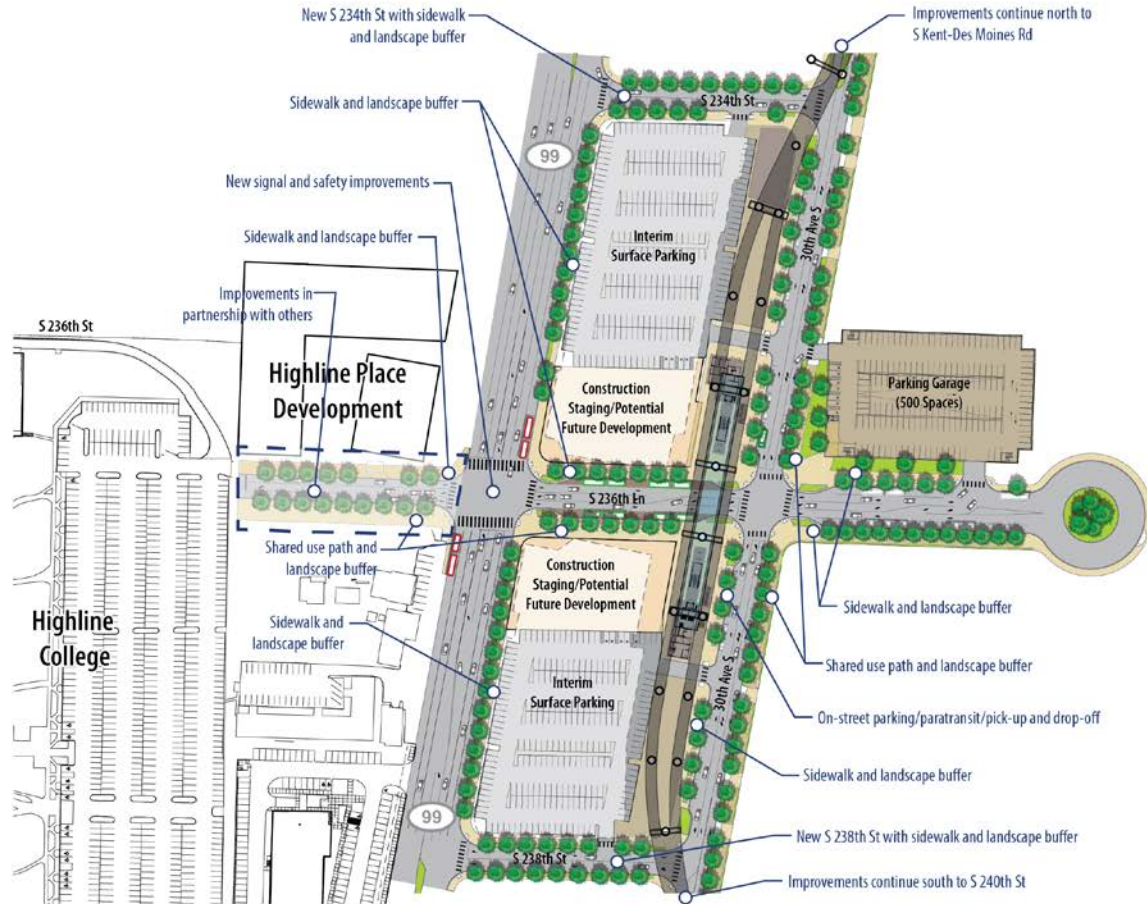 New S 234th St with sidewalk
and landscape buffer
Improvements continue north to
S Kent-Des Moines Rd
Sidewalk and landscape buffer
S 234th St
99
New signal and safety improvements
Sidewalk and landscape buffer
Interim
Surface Parking
30th Ave S
Improvements in
partnership with others
S 236th St
Highline Place
Development
Construction
Staging/Potential
Future Development
Parking Garage
(500 Spaces)
S 236th Ln
Shared use path and
landscape buffer
Construction
Staging/Potential
Future Development
Sidewalk and landscape buffer
Highline
College
Sidewalk and
landscape buffer
Shared use path and landscape buffer
Interim
Surface Parking
30th Ave S
On-street parking/paratransit/pick-up and drop-off
Sidewalk and landscape buffer
99
New S 238th St with sidewalk and landscape buffer
S 238th St
Improvements continue south to S 240th St